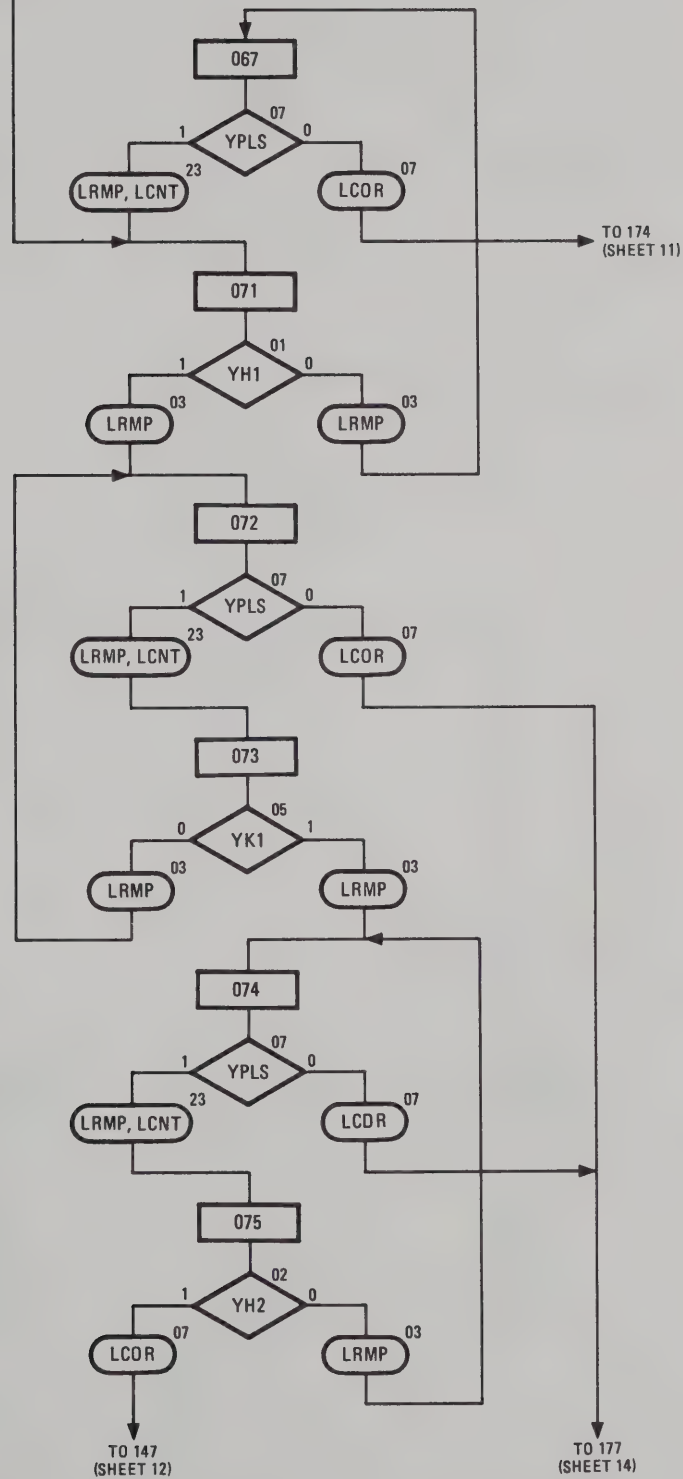 067
07
1 YPLS 0
23
LRMP, LCNT
07
LCOR
TO 174
(SHEET 11)
071
01
1 YH1 0
03
LRMP
03
LRMP
072
07
1 YPLS 0
23
LRMP, LCNT
07
LCOR
073
05
0 YK1 1
03
LRMP
03
LRMP
074
07
1 YPLS 0
23
LRMP, LCNT
07
LCDR
075
02
1 YH2 0
07
LCOR
03
LRMP
TO 147
(SHEET 12)
TO 177
(SHEET 14)